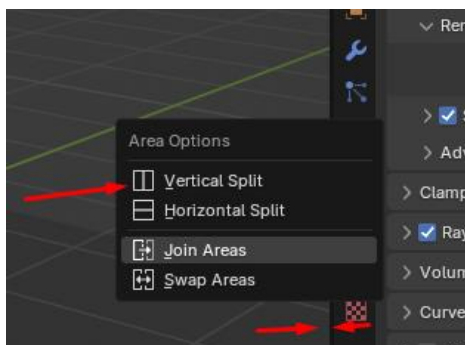 Ren
Area Options
Vertical Split
Horizontal Split
Join Areas
Swap Areas
S
Adv
Clamp
Ray
Volum
Curve